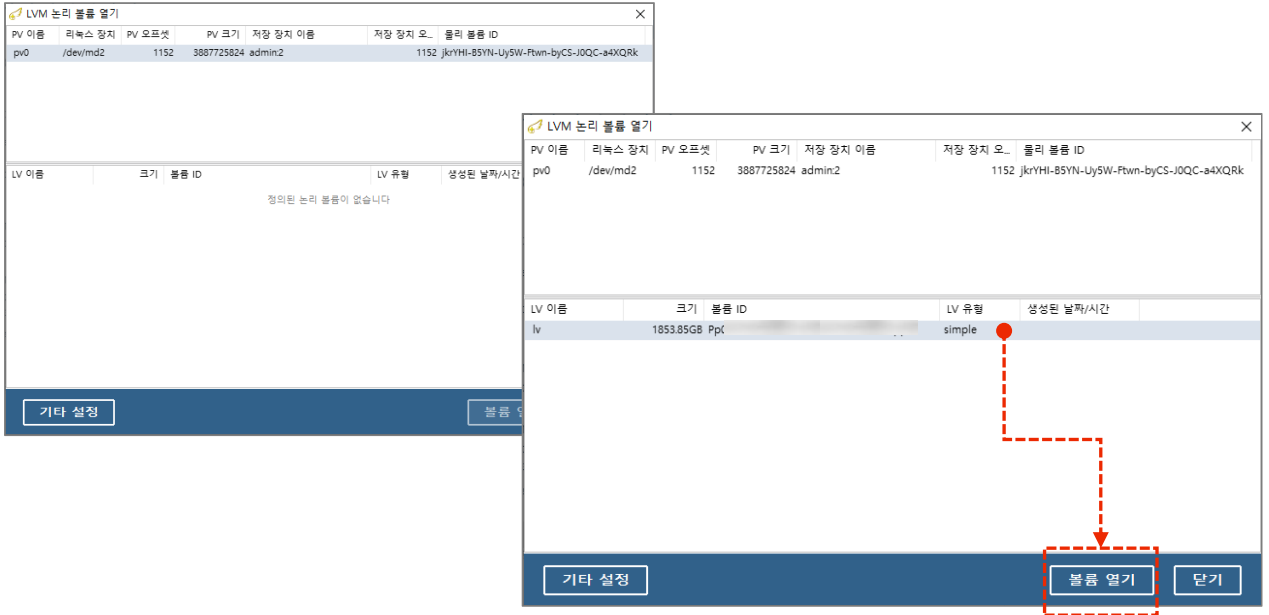 LVM 논리 볼륨 열기
PV 이름 리눅스 장치 PV 오프셋 PV 크기 저장 장치 이름 저장 장치 오... 물리 볼륨 ID
pv0 /dev/md2 1152 3887725824 admin:2 1152 jkrYHI-B5YN-Uy5W-Ftwn-byCS-J0QC-a4XQRk
LV 이름 크기 볼륨 ID LV 유형 생성된 날짜/시간
정의된 논리 볼륨이 없습니다
기타 설정 볼륨
LVM 논리 볼륨 열기
PV 이름 리눅스 장치 PV 오프셋 PV 크기 저장 장치 이름 저장 장치 오... 물리 볼륨 ID
pv0 /dev/md2 1152 3887725824 admin:2 1152 jkrYHI-B5YN-Uy5W-Ftwn-byCS-J0QC-a4XQRk
LV 이름 크기 볼륨 ID LV 유형 생성된 날짜/시간
lv 1853.85GB simple
기타 설정 볼륨 열기 닫기